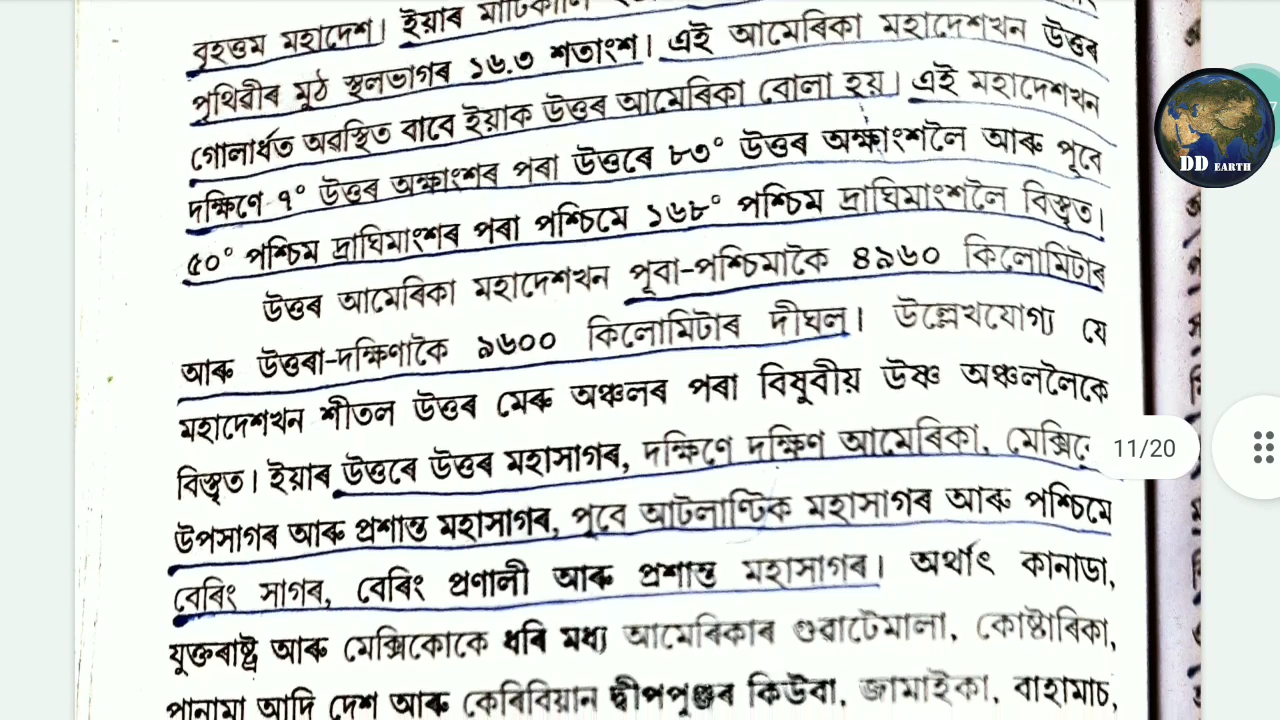 বৃহত্তম মহাদেশ। ইয়াৰ মাটিকালি
পৃথিৱীৰ মুঠ স্থলভাগৰ ১৬.৩ শতাংশ। এই আমেৰিকা মহাদেশখন উত্তৰ
গোলাৰ্ধত অৱস্থিত বাবে ইয়াক উত্তৰ আমেৰিকা বোলা হয়। এই মহাদেশখন
দক্ষিণে ৭° উত্তৰ অক্ষাংশৰ পৰা উত্তৰে ৮৩° উত্তৰ অক্ষাংশলৈ আৰু পূবে
৫০° পশ্চিম দ্ৰাঘিমাংশৰ পৰা পশ্চিমে ১৬৮° পশ্চিম দ্ৰাঘিমাংশলৈ বিস্তৃত।
উত্তৰ আমেৰিকা মহাদেশখন পূবা-পশ্চিমাকৈ ৪৯৬০ কিলোমিটাৰ
আৰু উত্তৰা-দক্ষিণাকৈ ৯৬০০ কিলোমিটাৰ দীঘল। উল্লেখযোগ্য যে
মহাদেশখন শীতল উত্তৰ মেৰু অঞ্চলৰ পৰা বিষুবীয় উষ্ণ অঞ্চললৈকে
বিস্তৃত। ইয়াৰ উত্তৰে উত্তৰ মহাসাগৰ, দক্ষিণে দক্ষিণ আমেৰিকা,
উপসাগৰ আৰু প্ৰশান্ত মহাসাগৰ, পূবে আটলাণ্টিক মহাসাগৰ আৰু পশ্চিমে
বেৰিং সাগৰ, বেৰিং প্ৰণালী আৰু প্ৰশান্ত মহাসাগৰ। অৰ্থাৎ কানাডা,
যুক্তৰাষ্ট্ৰ আৰু মেক্সিকোকে ধৰি মধ্য আমেৰিকাৰ গুৱাটেমালা, কোষ্টাৰিকা,
পানামা আদি দেশ আৰু কেৰিবিয়ান দ্বীপপুঞ্জৰ কিউবা, জামাইকা, বাহামাচ,
DD EARTH
11/20